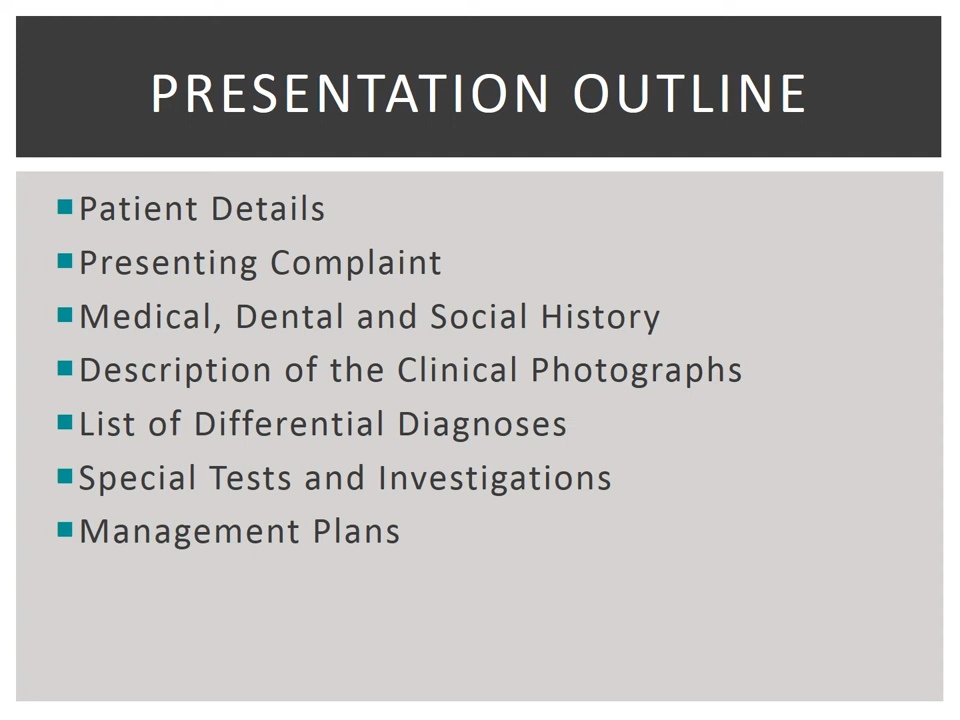 PRESENTATION OUTLINE
Patient Details
Presenting Complaint
Medical, Dental and Social History
Description of the Clinical Photographs
List of Differential Diagnoses
Special Tests and Investigations
Management Plans